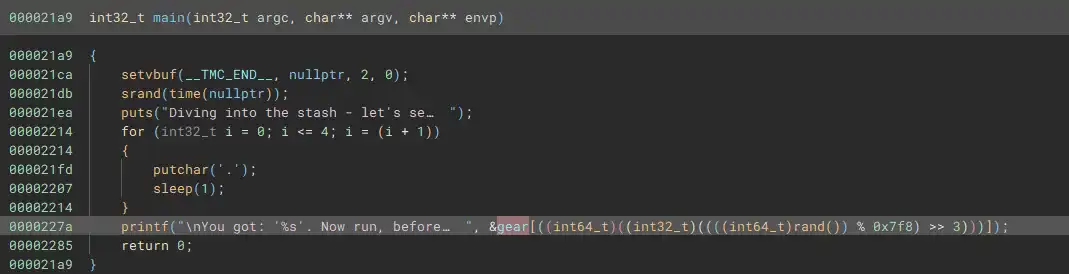 000021a9 int32_t main(int32_t argc, char** argv, char** envp)
000021a9 {
000021ca setvbuf(__TMC_END__, nullptr, 2, 0);
000021db srand(time(nullptr));
000021ea puts("Diving into the stash - let's se… ");
00002214 for (int32_t i = 0; i <= 4; i = (i + 1))
00002214 {
000021fd putchar('.');
00002207 sleep(1);
00002214 }
0000227a printf("\nYou got: '%s'. Now run, before… ", &gear[((int64_t)((int32_t)((((int64_t)rand()) % 0x7f8) >> 3)))]);
00002285 return 0;
000021a9 }